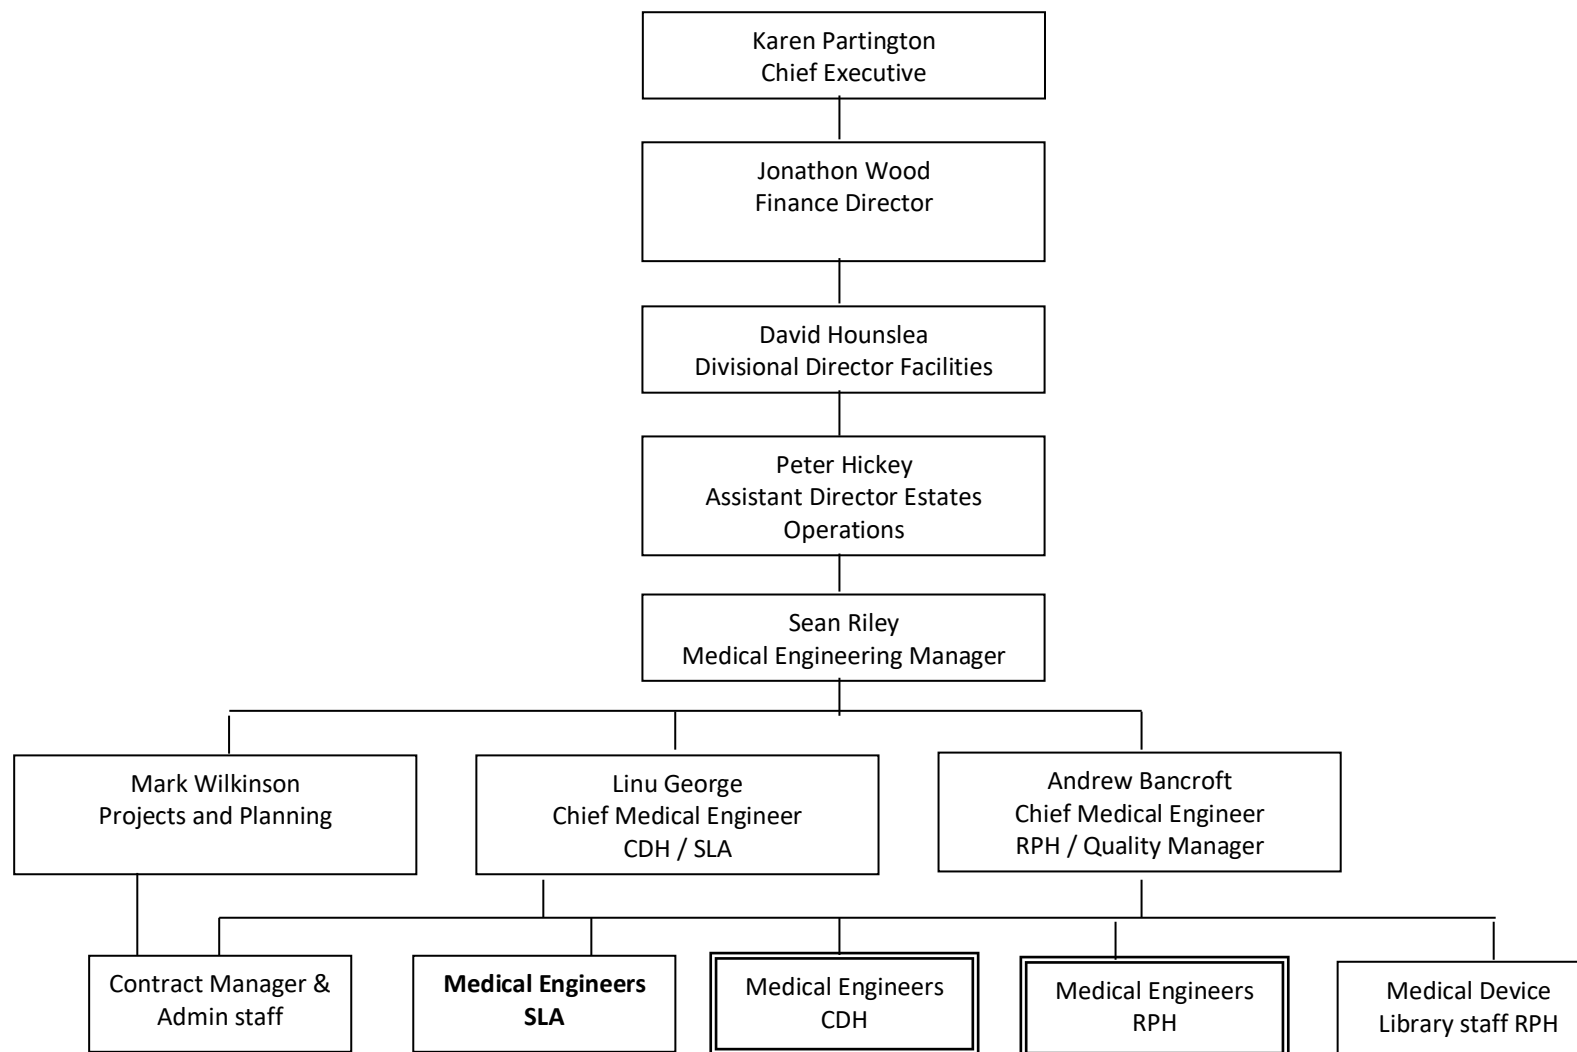 Karen Partington
Chief Executive
Jonathon Wood
Finance Director
David Hounslea
Divisional Director Facilities
Peter Hickey
Assistant Director Estates
Operations
Sean Riley
Medical Engineering Manager
Mark Wilkinson
Projects and Planning
Linu George
Chief Medical Engineer
CDH / SLA
Andrew Bancroft
Chief Medical Engineer
RPH / Quality Manager
Contract Manager &
Admin staff
Medical Engineers
SLA
Medical Engineers
CDH
Medical Engineers
RPH
Medical Device
Library staff RPH